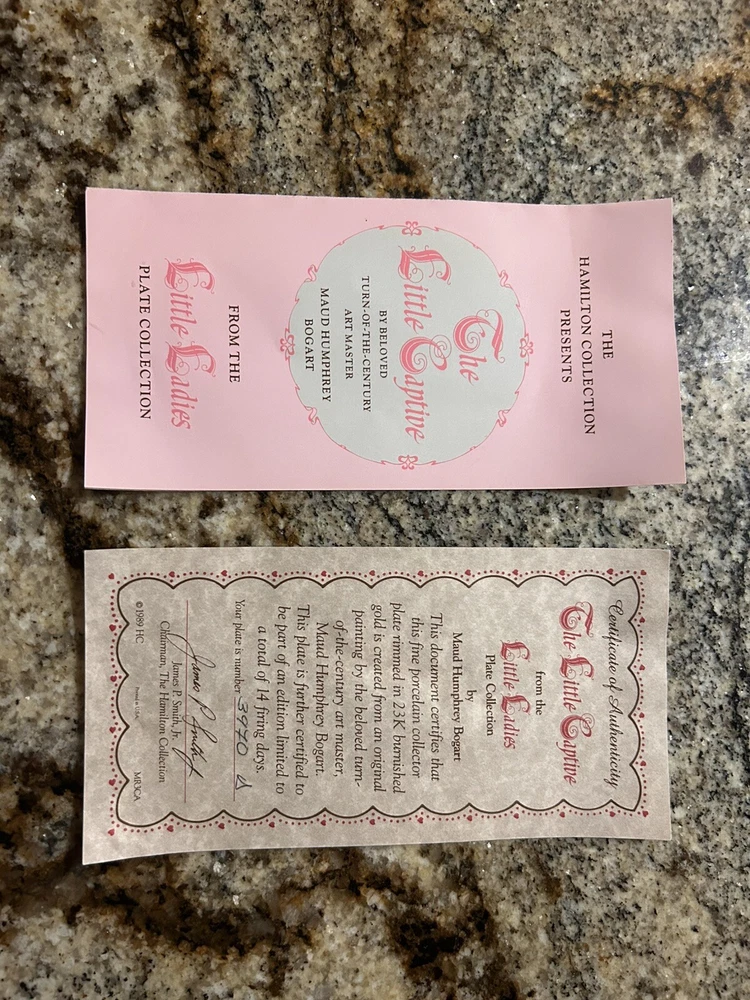 THE
HAMILTON COLLECTION
PRESENTS
The
Little Captive
BY BELOVED
TURN-OF-THE-CENTURY
ART MASTER
MAUD HUMPHREY
BOGART
FROM THE
Little Ladies
PLATE COLLECTION
Certificate of Authenticity
The Little Captive
from the
Little Ladies
Plate Collection
by
Maud Humphrey Bogart
This document certifies that
this fine porcelain collector
plate rimmed in 23K burnished
gold is created from an original
painting by the beloved turn-
of-the-century art master,
Maud Humphrey Bogart.
This plate is further certified to
be part of an edition limited to
a total of 14 firing days.
Your plate is number 3970 A
James P. Smith Jr.
James P. Smith, Jr.
Chairman, The Hamilton Collection
© 1989 HC
Printed in U.S.A.
MR3CA